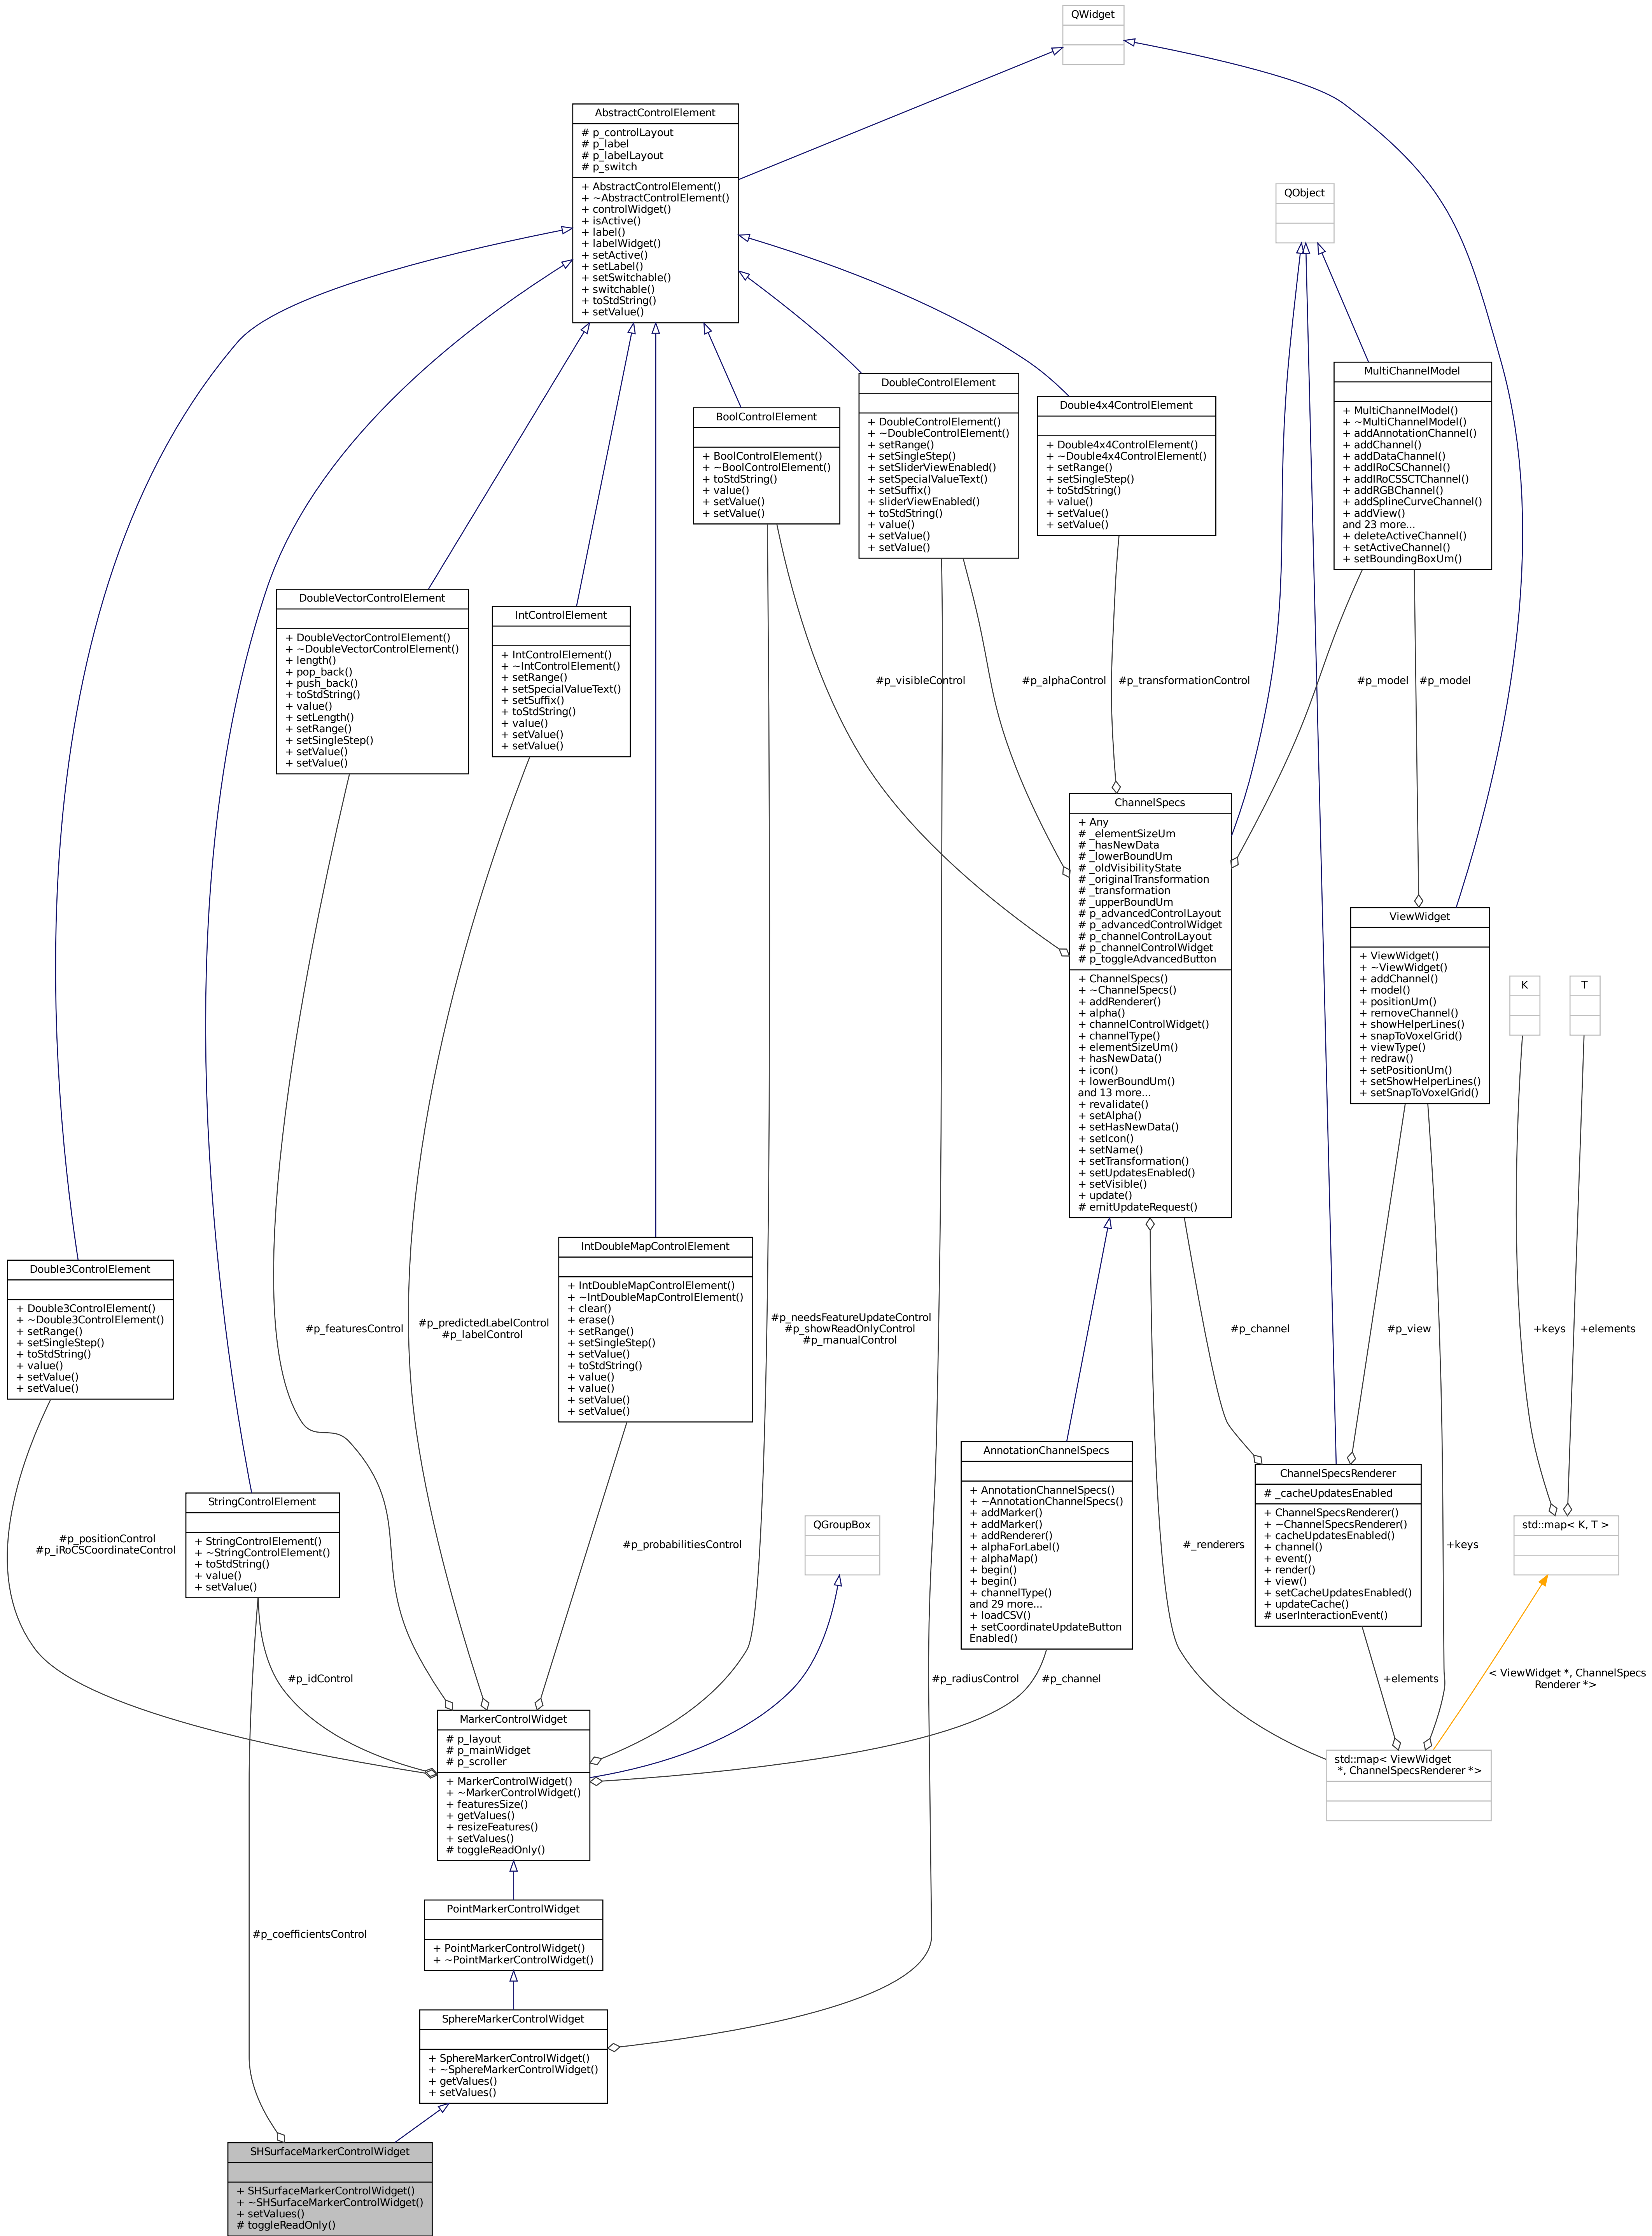 QWidget
AbstractControlElement
# p_controlLayout
# p_label
# p_labelLayout
# p_switch
+ AbstractControlElement()
+ ~AbstractControlElement()
+ controlWidget()
+ isActive()
+ label()
+ labelWidget()
+ setActive()
+ setLabel()
+ setSwitchable()
+ switchable()
+ toStdString()
+ setValue()
QObject
MultiChannelModel
+ MultiChannelModel()
+ ~MultiChannelModel()
+ addAnnotationChannel()
+ addChannel()
+ addDataChannel()
+ addIRoCSChannel()
+ addIRoCSSCTChannel()
+ addRGBChannel()
+ addSplineCurveChannel()
+ addView()
and 23 more...
+ deleteActiveChannel()
+ setActiveChannel()
+ setBoundingBoxUm()
DoubleControlElement
+ DoubleControlElement()
+ ~DoubleControlElement()
+ setRange()
+ setSingleStep()
+ setSliderViewEnabled()
+ setSpecialValueText()
+ setSuffix()
+ sliderViewEnabled()
+ toStdString()
+ value()
+ setValue()
+ setValue()
Double4x4ControlElement
+ Double4x4ControlElement()
+ ~Double4x4ControlElement()
+ setRange()
+ setSingleStep()
+ toStdString()
+ value()
+ setValue()
+ setValue()
BoolControlElement
+ BoolControlElement()
+ ~BoolControlElement()
+ toStdString()
+ value()
+ setValue()
+ setValue()
DoubleVectorControlElement
+ DoubleVectorControlElement()
+ ~DoubleVectorControlElement()
+ length()
+ pop_back()
+ push_back()
+ toStdString()
+ value()
+ setLength()
+ setRange()
+ setSingleStep()
+ setValue()
+ setValue()
IntControlElement
+ IntControlElement()
+ ~IntControlElement()
+ setRange()
+ setSpecialValueText()
+ setSuffix()
+ toStdString()
+ value()
+ setValue()
+ setValue()
#p_visibleControl
#p_alphaControl
#p_transformationControl
#p_model
#p_model
ChannelSpecs
+ Any
# _elementSizeUm
# _hasNewData
# _lowerBoundUm
# _oldVisibilityState
# _originalTransformation
# _transformation
# _upperBoundUm
# p_advancedControlLayout
# p_advancedControlWidget
# p_channelControlLayout
# p_channelControlWidget
# p_toggleAdvancedButton
+ ChannelSpecs()
+ ~ChannelSpecs()
+ addRenderer()
+ alpha()
+ channelControlWidget()
+ channelType()
+ elementSizeUm()
+ hasNewData()
+ icon()
+ lowerBoundUm()
and 13 more...
+ revalidate()
+ setAlpha()
+ setHasNewData()
+ setIcon()
+ setName()
+ setTransformation()
+ setUpdatesEnabled()
+ setVisible()
+ update()
# emitUpdateRequest()
ViewWidget
+ ViewWidget()
+ ~ViewWidget()
+ addChannel()
+ model()
+ positionUm()
+ removeChannel()
+ showHelperLines()
+ snapToVoxelGrid()
+ viewType()
+ redraw()
+ setPositionUm()
+ setShowHelperLines()
+ setSnapToVoxelGrid()
K
T
Double3ControlElement
+ Double3ControlElement()
+ ~Double3ControlElement()
+ setRange()
+ setSingleStep()
+ toStdString()
+ value()
+ setValue()
+ setValue()
#p_featuresControl
#p_predictedLabelControl
#p_labelControl
IntDoubleMapControlElement
+ IntDoubleMapControlElement()
+ ~IntDoubleMapControlElement()
+ clear()
+ erase()
+ setRange()
+ setSingleStep()
+ setValue()
+ toStdString()
+ value()
+ value()
+ setValue()
+ setValue()
#p_needsFeatureUpdateControl
#p_showReadOnlyControl
#p_manualControl
#p_channel
#p_view
+keys
+elements
AnnotationChannelSpecs
+ AnnotationChannelSpecs()
+ ~AnnotationChannelSpecs()
+ addMarker()
+ addMarker()
+ addRenderer()
+ alphaForLabel()
+ alphaMap()
+ begin()
+ begin()
+ channelType()
and 29 more...
+ loadCSV()
+ setCoordinateUpdateButton
Enabled()
ChannelSpecsRenderer
# _cacheUpdatesEnabled
+ ChannelSpecsRenderer()
+ ~ChannelSpecsRenderer()
+ cacheUpdatesEnabled()
+ channel()
+ event()
+ render()
+ view()
+ setCacheUpdatesEnabled()
+ updateCache()
# userInteractionEvent()
#p_positionControl
#p_iRoCSCoordinateControl
StringControlElement
+ StringControlElement()
+ ~StringControlElement()
+ toStdString()
+ value()
+ setValue()
#p_probabilitiesControl
QGroupBox
#_renderers
+keys
std::map< K, T >
#p_idControl
#p_radiusControl
#p_channel
+elements
< ViewWidget *, ChannelSpecs
Renderer *>
MarkerControlWidget
# p_layout
# p_mainWidget
# p_scroller
+ MarkerControlWidget()
+ ~MarkerControlWidget()
+ featuresSize()
+ getValues()
+ resizeFeatures()
+ setValues()
# toggleReadOnly()
std::map< ViewWidget
*, ChannelSpecsRenderer *>
PointMarkerControlWidget
+ PointMarkerControlWidget()
+ ~PointMarkerControlWidget()
#p_coefficientsControl
SphereMarkerControlWidget
+ SphereMarkerControlWidget()
+ ~SphereMarkerControlWidget()
+ getValues()
+ setValues()
SHSurfaceMarkerControlWidget
+ SHSurfaceMarkerControlWidget()
+ ~SHSurfaceMarkerControlWidget()
+ setValues()
# toggleReadOnly()